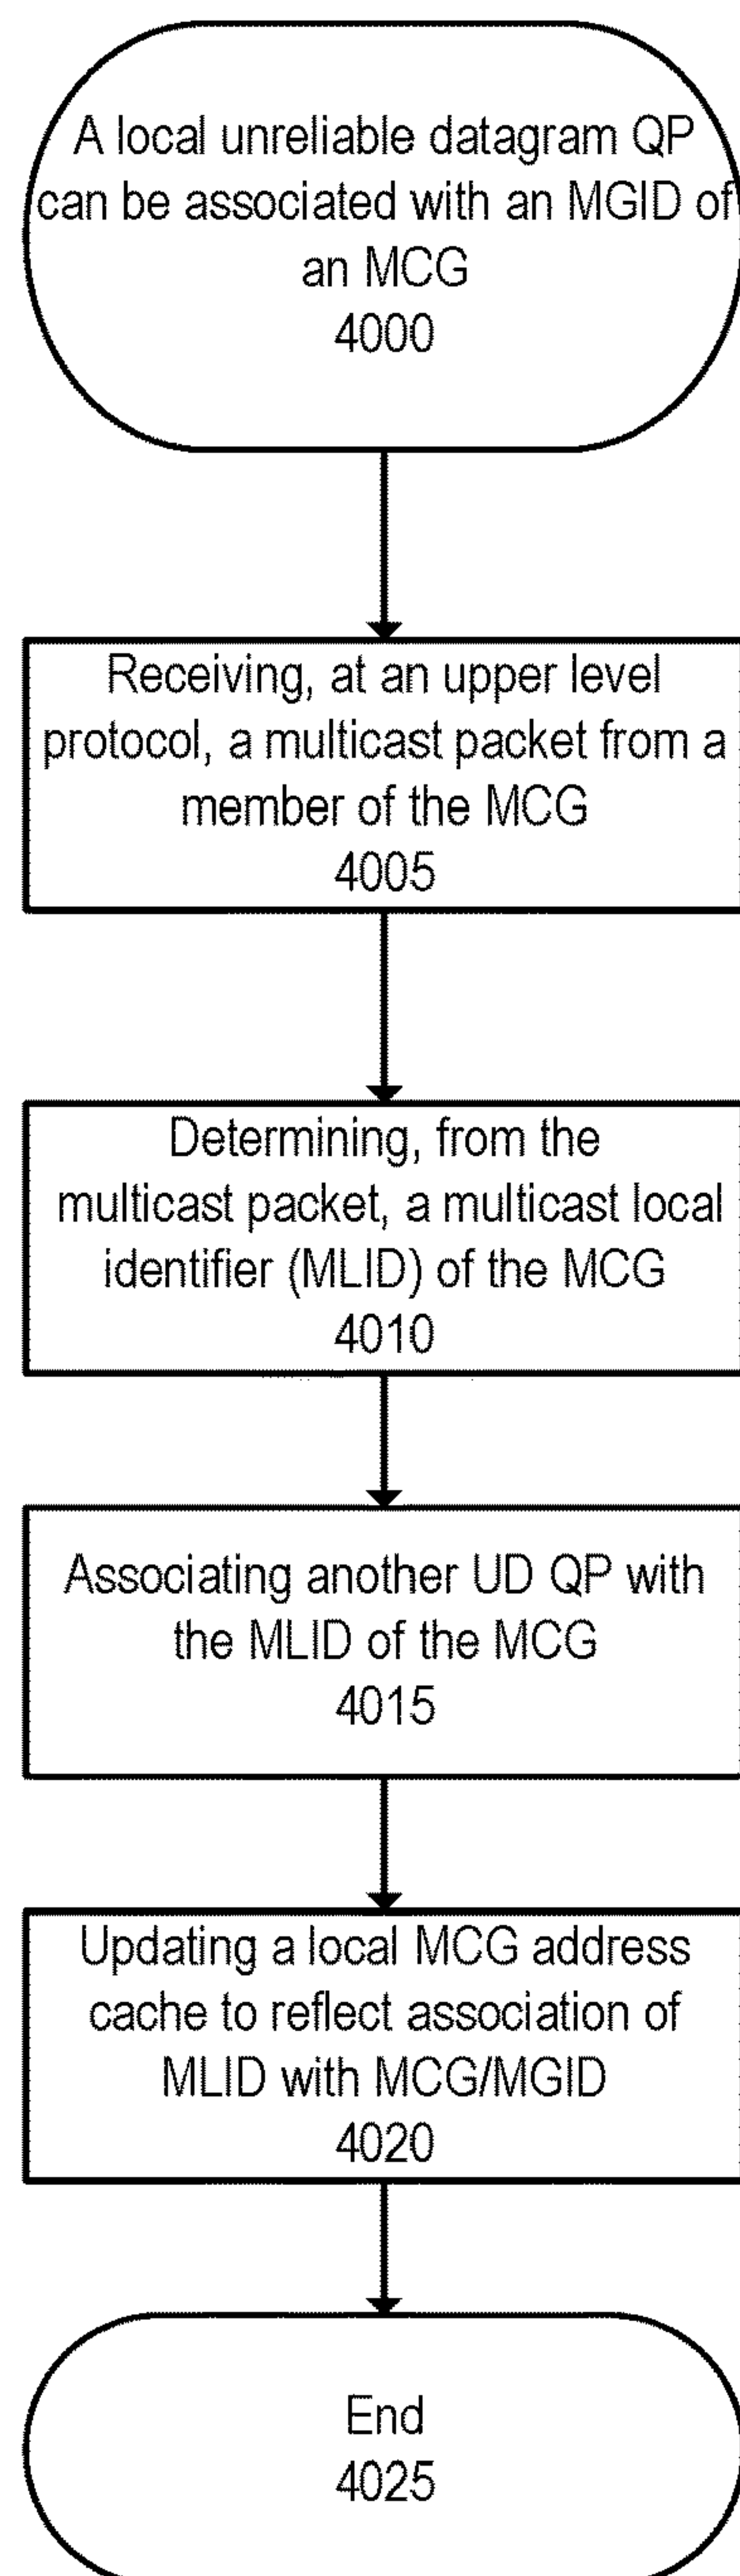 A local unreliable datagram QP
can be associated with an MGID of
an MCG
4000
Receiving, at an upper level
protocol, a multicast packet from a
member of the MCG
4005
Determining, from the
multicast packet, a multicast local
identifier (MLID) of the MCG
4010
Associating another UD QP with
the MLID of the MCG
4015
Updating a local MCG address
cache to reflect association of
MLID with MCG/MGID
4020
End
4025